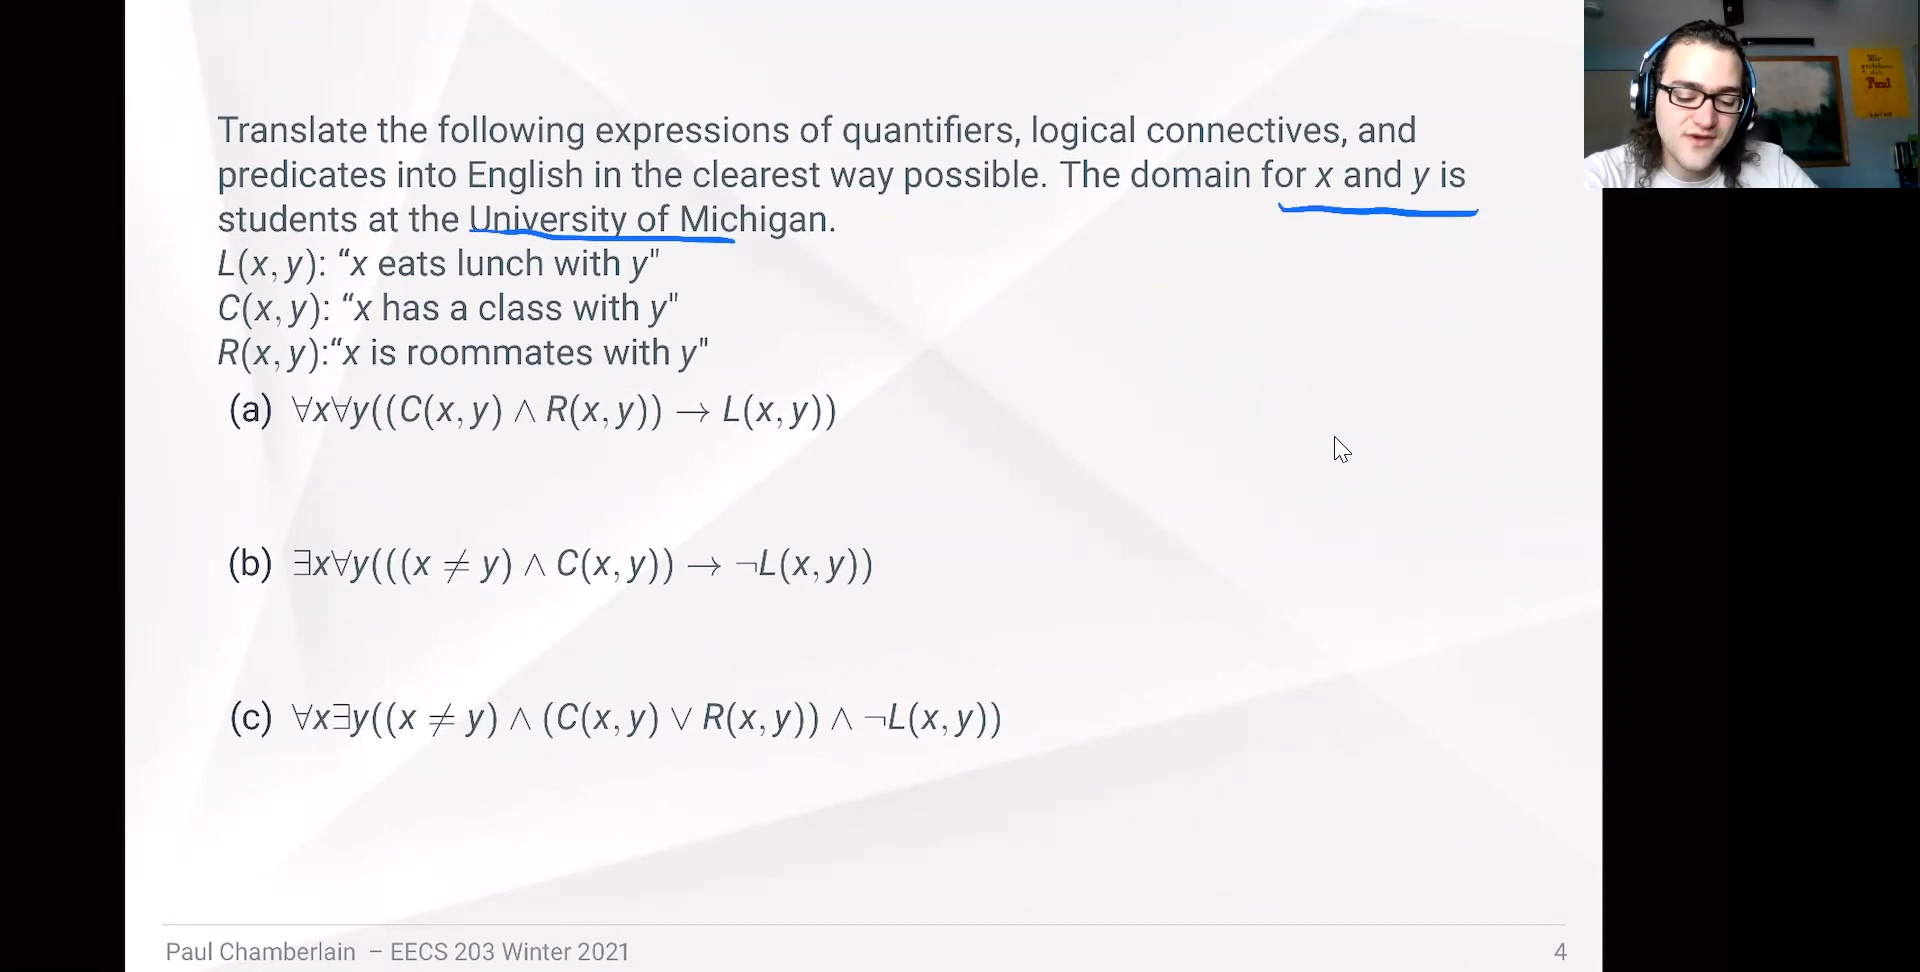 Translate the following expressions of quantifiers, logical connectives, and
predicates into English in the clearest way possible. The domain for x and y is
students at the University of Michigan.
L(x, y): “x eats lunch with y"
C(x, y): “x has a class with y"
R(x, y):“x is roommates with y"
(a) ∀x∀y((C(x, y) ∧ R(x, y)) → L(x, y))
(b) ∃x∀y(((x ≠ y) ∧ C(x, y)) → ¬L(x, y))
(c) ∀x∃y((x ≠ y) ∧ (C(x, y) ∨ R(x, y)) ∧ ¬L(x, y))
Paul Chamberlain – EECS 203 Winter 2021
4
Wir
Paul